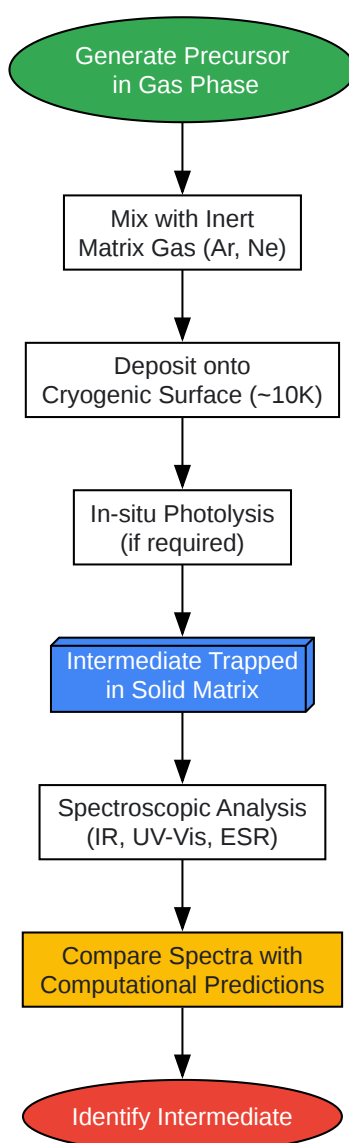 Generate Precursor
in Gas Phase
Mix with Inert
Matrix Gas (Ar, Ne)
Deposit onto
Cryogenic Surface (~10K)
In-situ Photolysis
(if required)
Intermediate Trapped
in Solid Matrix
Spectroscopic Analysis
(IR, UV-Vis, ESR)
Compare Spectra with
Computational Predictions
Identify Intermediate